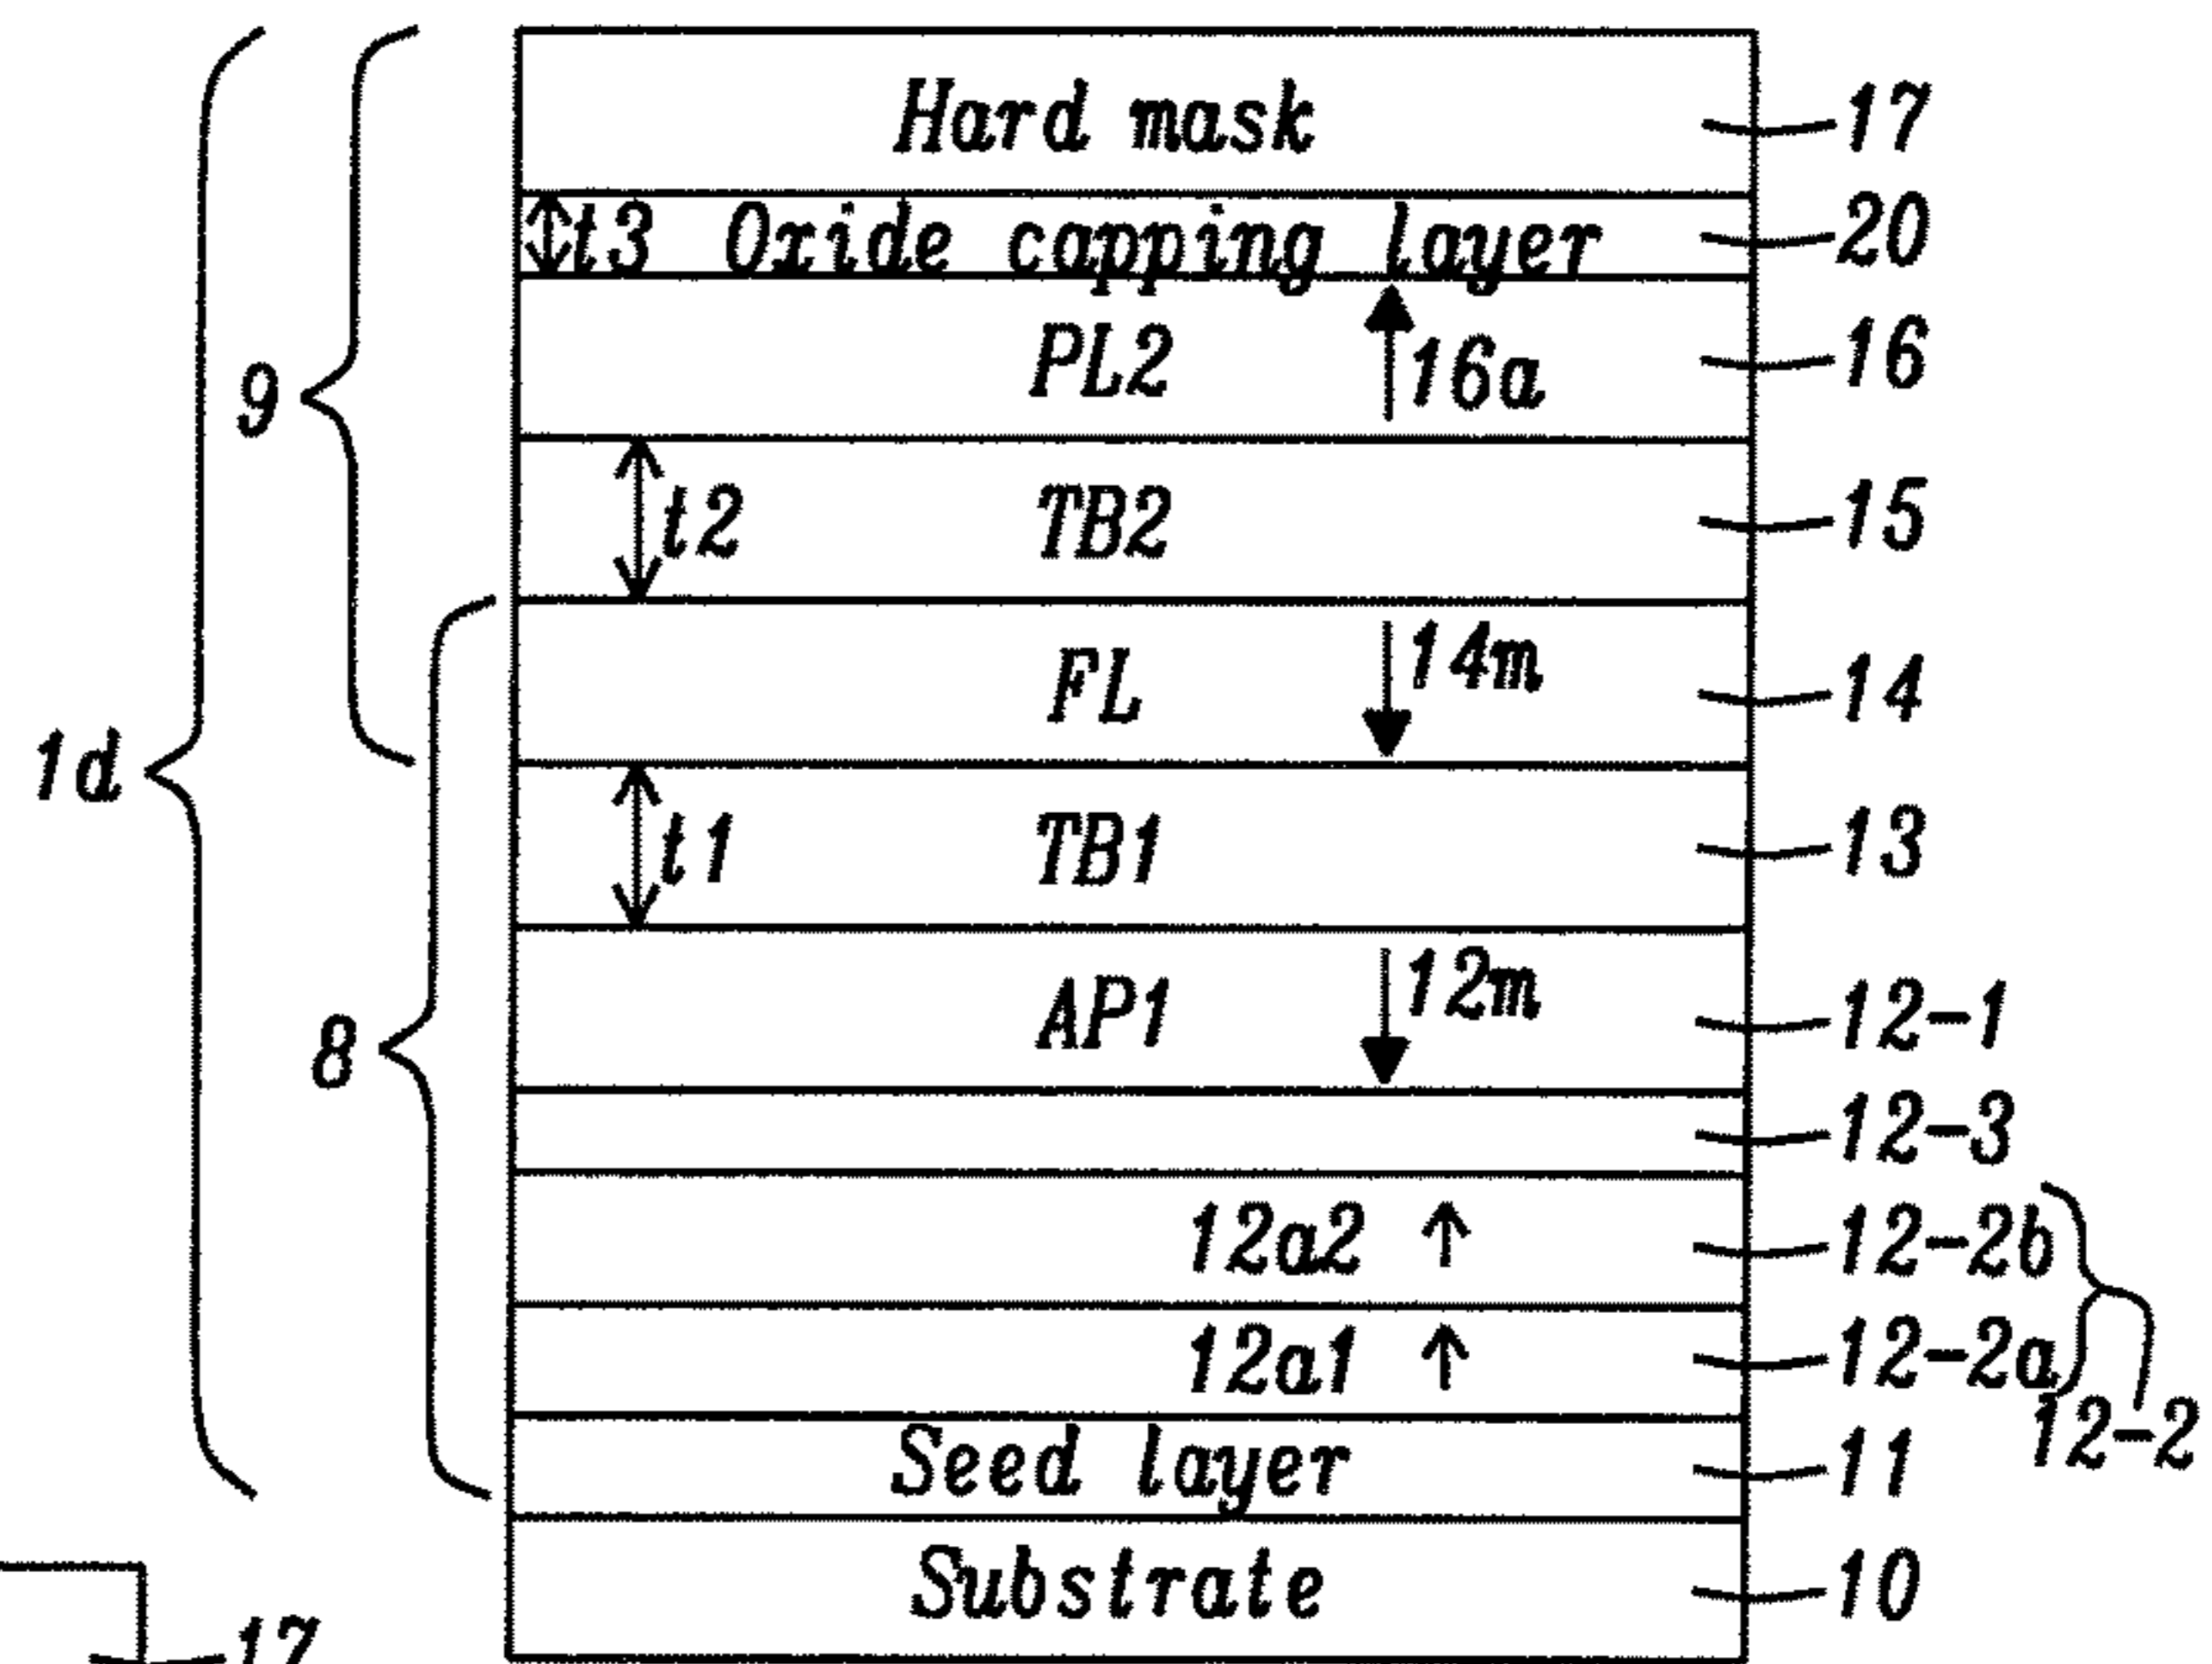 Hard mask 17
t3 Oxide capping layer 20
PL2 16a 16
9
t2 TB2 15
FL 14m 14
1d
t1 TB1 13
AP1 12m 12-1
8
12-3
12a2 12-2b
12a1 12-2a
12-2
Seed layer 11
Substrate 10
17